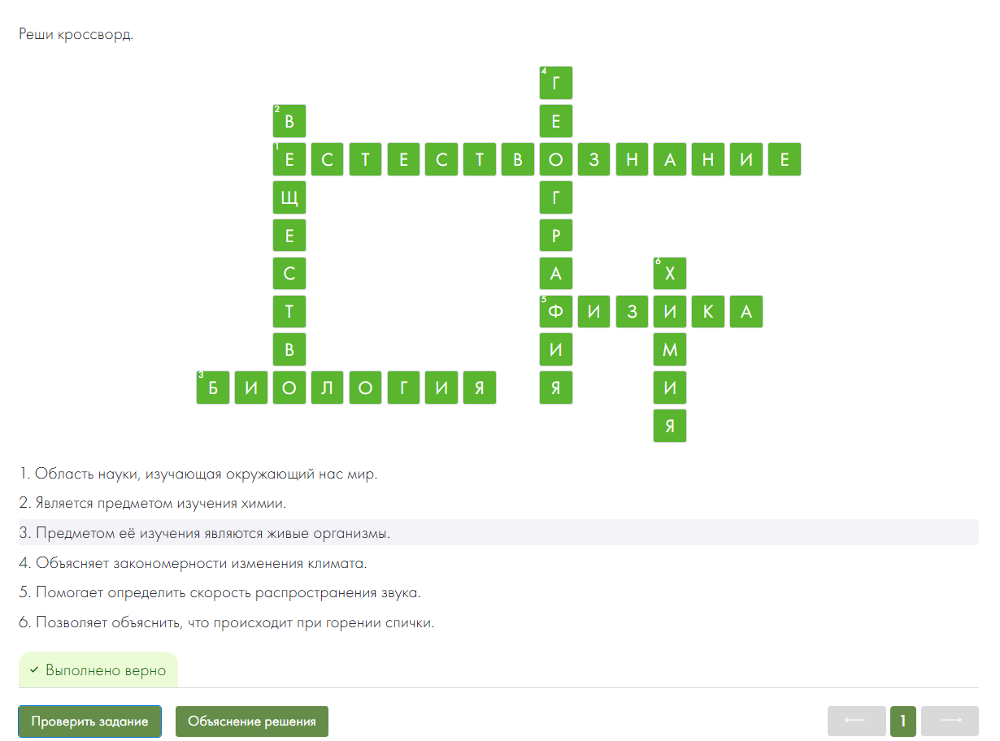 Реши кроссворд.
4 Г
2 В Е
1 Е С Т Е С Т В О З Н А Н И Е
Щ Г
Е Р
С А 6 Х
Т 5 Ф И З И К А
В И М
3 Б И О Л О Г И Я Я И
Я
1. Область науки, изучающая окружающий нас мир.
2. Является предметом изучения химии.
3. Предметом её изучения являются живые организмы.
4. Объясняет закономерности изменения климата.
5. Помогает определить скорость распространения звука.
6. Позволяет объяснить, что происходит при горении спички.
Выполнено верно
Проверить задание Объяснение решения 1